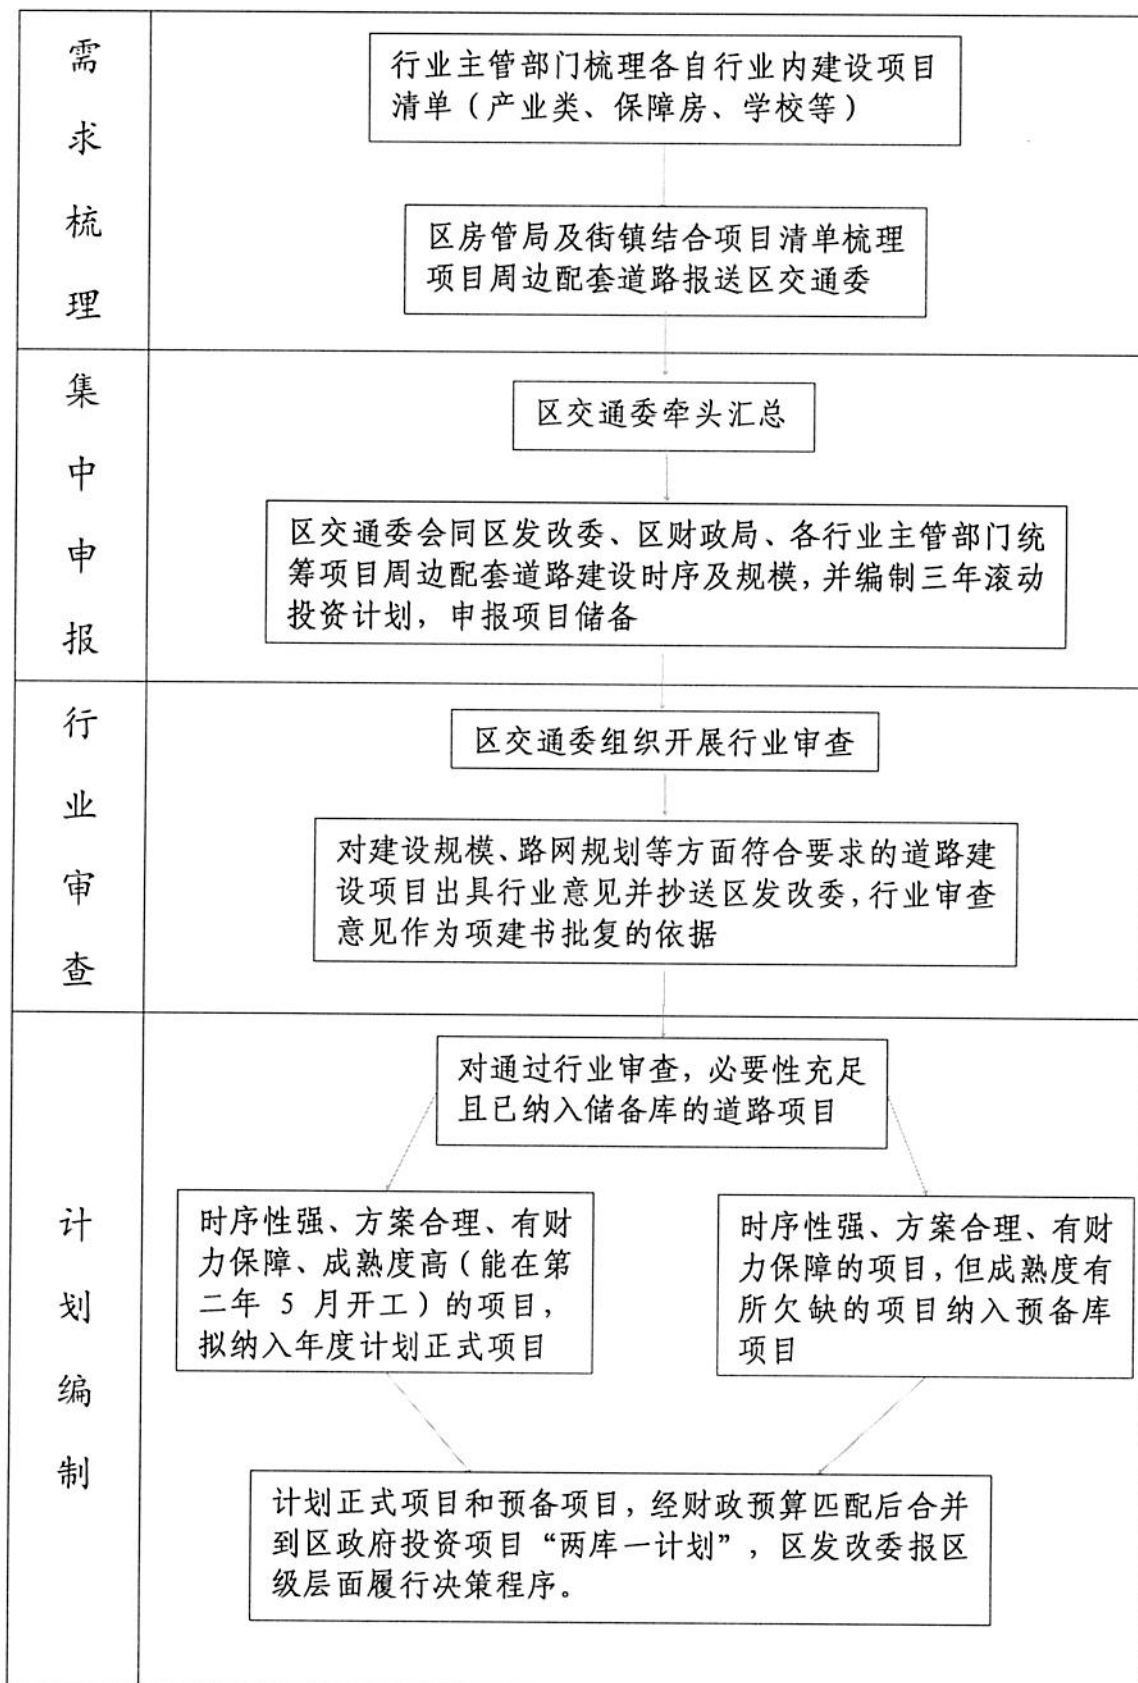 需求梳理
行业主管部门梳理各自行业内建设项目
清单（产业类、保障房、学校等）
区房管局及街镇结合项目清单梳理
项目周边配套道路报送区交通委
集中申报
区交通委牵头汇总
区交通委会同区发改委、区财政局、各行业主管部门统
筹项目周边配套道路建设时序及规模，并编制三年滚动
投资计划，申报项目储备
行业审查
区交通委组织开展行业审查
对建设规模、路网规划等方面符合要求的道路建
设项目出具行业意见并抄送区发改委，行业审查
意见作为项建书批复的依据
计划编制
对通过行业审查，必要性充足
且已纳入储备库的道路项目
时序性强、方案合理、有财
力保障、成熟度高（能在第
二年 5 月开工）的项目，
拟纳入年度计划正式项目
时序性强、方案合理、有财
力保障的项目，但成熟度有
所欠缺的项目纳入预备库
项目
计划正式项目和预备项目，经财政预算匹配后合并
到区政府投资项目“两库一计划”，区发改委报区
级层面履行决策程序。